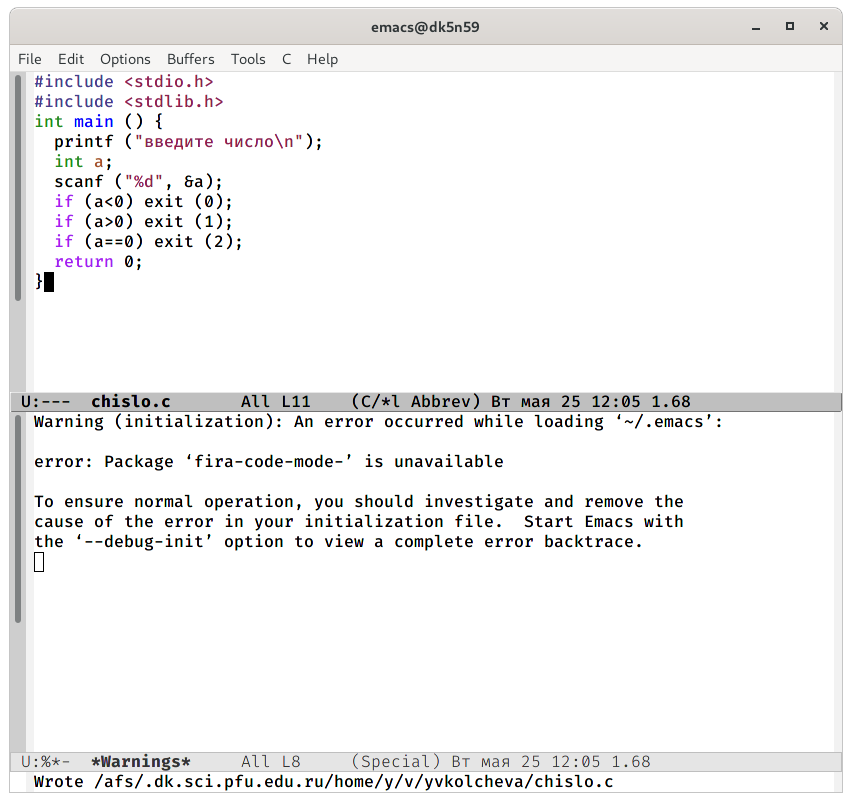 emacs@dk5n59
File Edit Options Buffers Tools C Help
#include <stdio.h>
#include <stdlib.h>
int main () {
  printf ("введите число\n");
  int a;
  scanf ("%d", &a);
  if (a<0) exit (0);
  if (a>0) exit (1);
  if (a==0) exit (2);
  return 0;
}
U:---  chislo.c       All L11    (C/*l Abbrev) Вт мая 25 12:05 1.68
Warning (initialization): An error occurred while loading ‘~/.emacs’:
error: Package ‘fira-code-mode-’ is unavailable
To ensure normal operation, you should investigate and remove the
cause of the error in your initialization file.  Start Emacs with
the ‘--debug-init’ option to view a complete error backtrace.
U:%*-  *Warnings*     All L8     (Special) Вт мая 25 12:05 1.68
Wrote /afs/.dk.sci.pfu.edu.ru/home/y/v/yvkolcheva/chislo.c